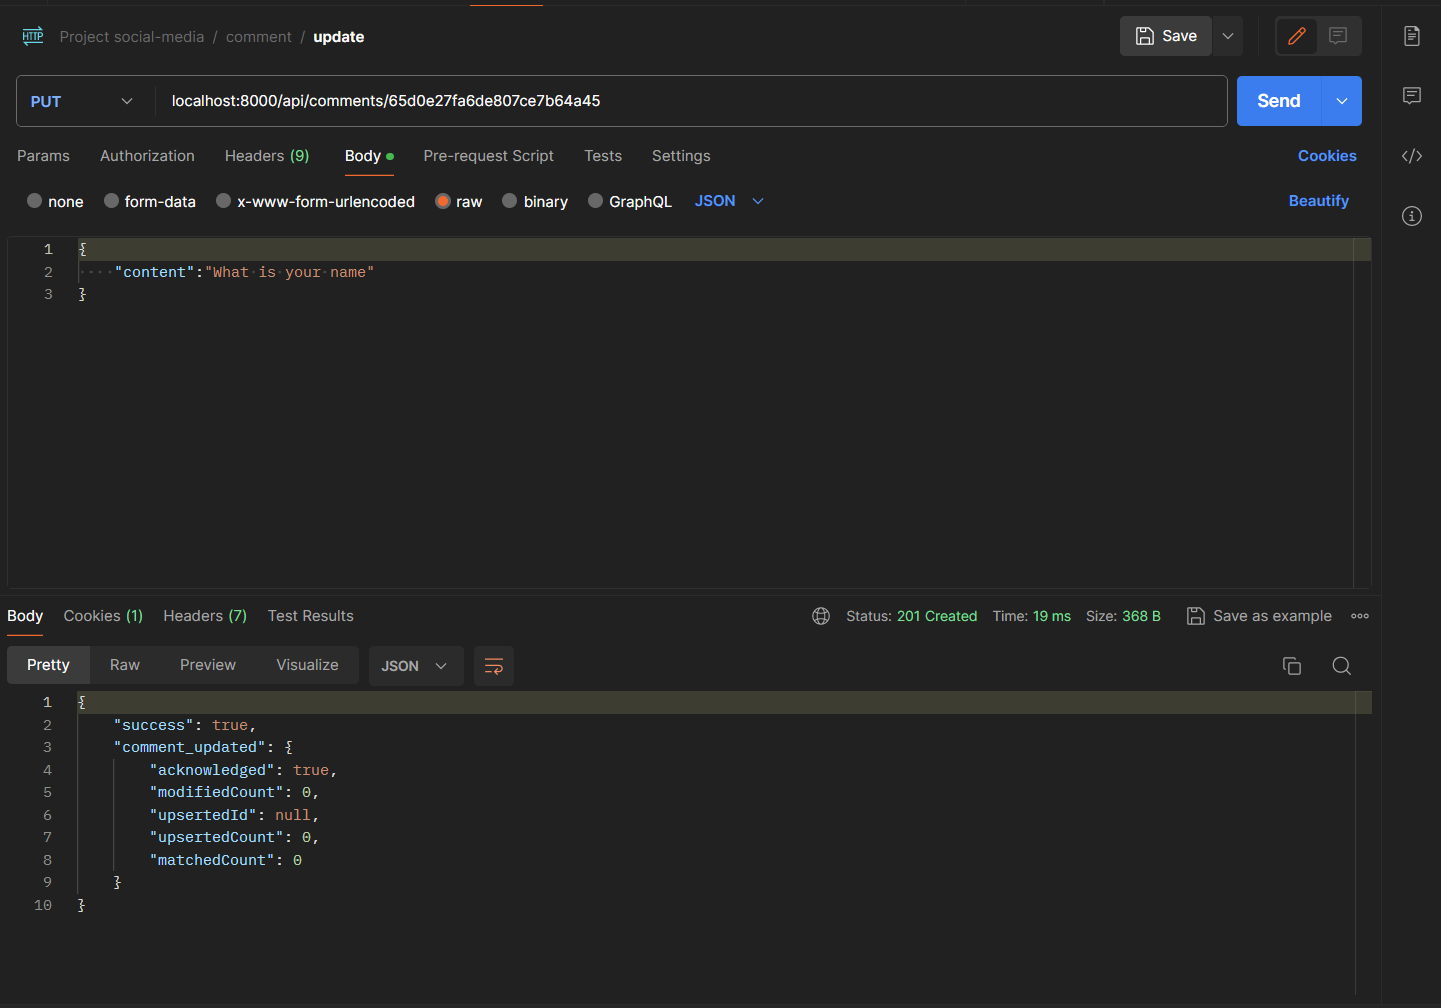 HTTP Project social-media / comment / update Save
PUT localhost:8000/api/comments/65d0e27fa6de807ce7b64a45 Send
Params Authorization Headers (9) Body Pre-request Script Tests Settings Cookies
none form-data x-www-form-urlencoded raw binary GraphQL JSON Beautify
1 {
2 ····"content":"What·is·your·name"
3 }
Body Cookies (1) Headers (7) Test Results Status: 201 Created Time: 19 ms Size: 368 B Save as example
Pretty Raw Preview Visualize JSON
1 {
2 "success": true,
3 "comment_updated": {
4 "acknowledged": true,
5 "modifiedCount": 0,
6 "upsertedId": null,
7 "upsertedCount": 0,
8 "matchedCount": 0
9 }
10 }